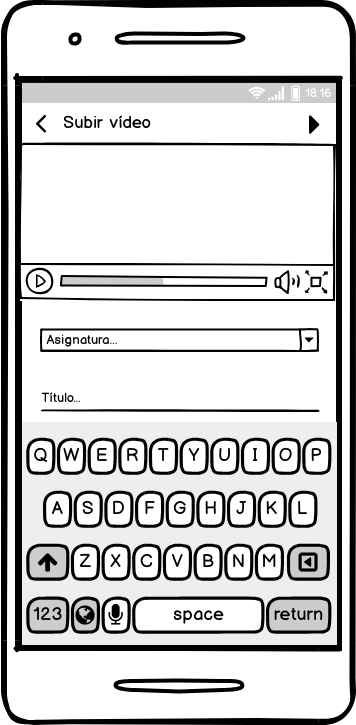 18:16
Subir vídeo
Asignatura...
Título...
Q W E R T Y U I O P
A S D F G H J K L
Z X C V B N M
123 space return